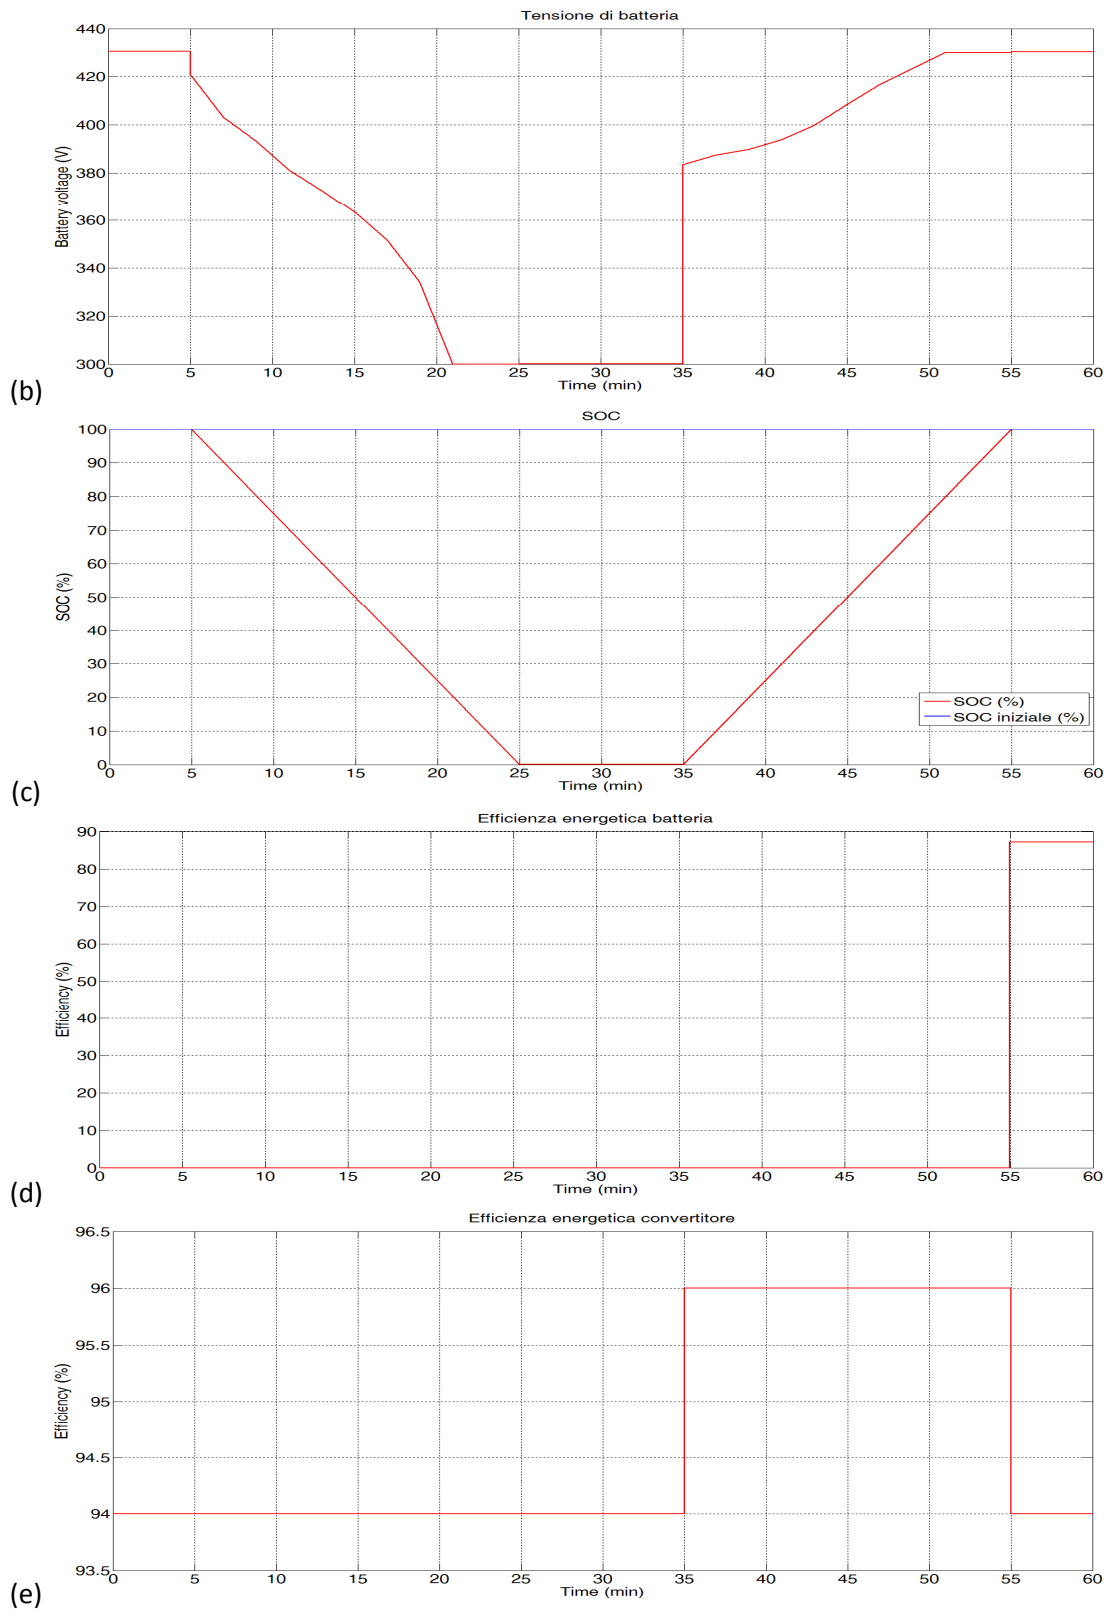 Tensione di batteria
440
420
400
380
360
340
320
300
Battery voltage (V)
0 5 10 15 20 25 30 35 40 45 50 55 60
Time (min)
(b)
SOC
100
90
80
70
60
50
40
30
20
10
0
SOC (%)
SOC (%)
SOC iniziale (%)
0 5 10 15 20 25 30 35 40 45 50 55 60
Time (min)
(c)
Efficienza energetica batteria
90
80
70
60
50
40
30
20
10
0
Efficiency (%)
0 5 10 15 20 25 30 35 40 45 50 55 60
Time (min)
(d)
Efficienza energetica convertitore
96.5
96
95.5
95
94.5
94
93.5
Efficiency (%)
0 5 10 15 20 25 30 35 40 45 50 55 60
Time (min)
(e)